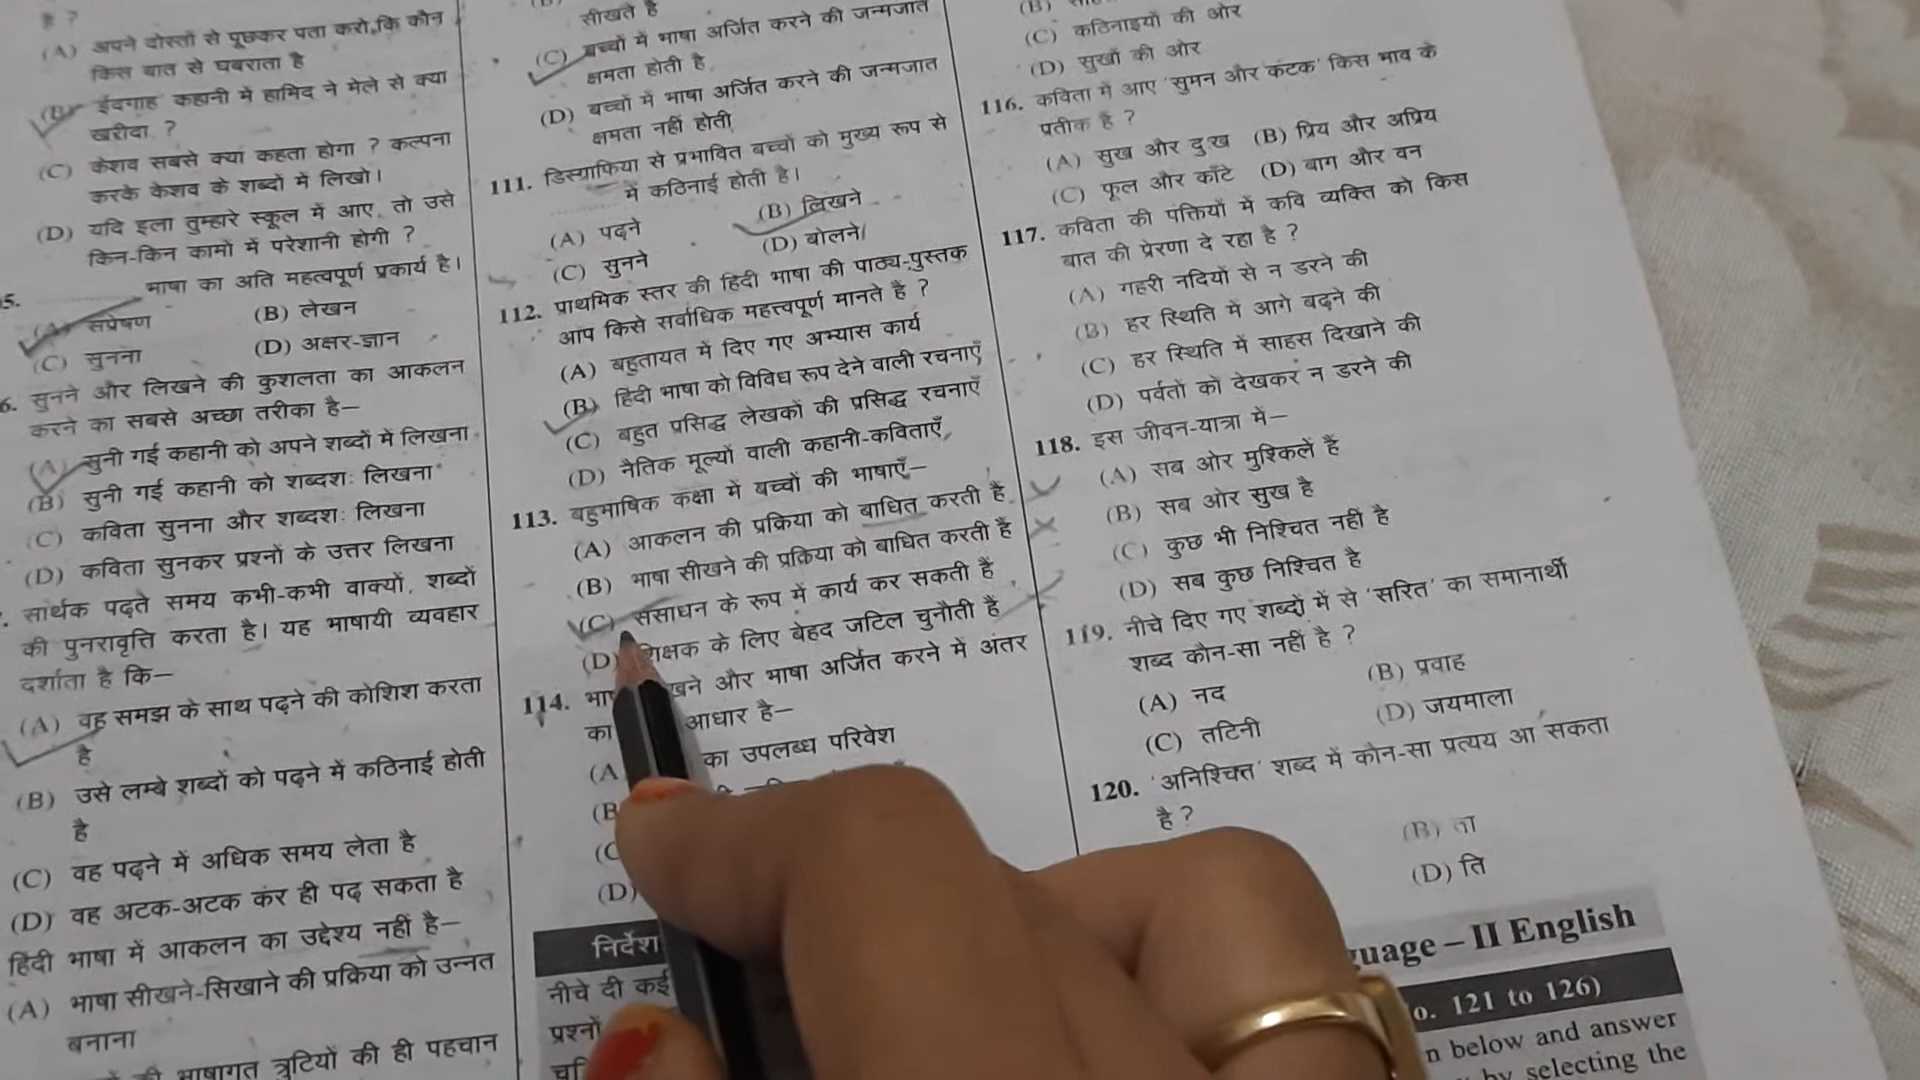 है ?
(A) अपने दोस्तों से पूछकर पता करो,कि कौन
किस बात से घबराता है
(B) ईदगाह कहानी में हामिद ने मेले से क्या
खरीदा ?
(C) केशव सबसे क्या कहता होगा ? कल्पना
करके केशव के शब्दों में लिखो।
(D) यदि इला तुम्हारे स्कूल में आए, तो उसे
किन-किन कामों में परेशानी होगी ?
5. .......... भाषा का अति महत्वपूर्ण प्रकार्य है।
(A) संप्रेषण (B) लेखन
(C) सुनना (D) अक्षर-ज्ञान
6. सुनने और लिखने की कुशलता का आकलन
करने का सबसे अच्छा तरीका है—
(A) सुनी गई कहानी को अपने शब्दों में लिखना
(B) सुनी गई कहानी को शब्दशः लिखना
(C) कविता सुनना और शब्दशः लिखना
(D) कविता सुनकर प्रश्नों के उत्तर लिखना
सार्थक पढ़ते समय कभी-कभी वाक्यों, शब्दों
की पुनरावृत्ति करता है। यह भाषायी व्यवहार
दर्शाता है कि—
(A) वह समझ के साथ पढ़ने की कोशिश करता
है
(B) उसे लम्बे शब्दों को पढ़ने में कठिनाई होती
है
(C) वह पढ़ने में अधिक समय लेता है
(D) वह अटक-अटक कर ही पढ़ सकता है
हिंदी भाषा में आकलन का उद्देश्य नहीं है—
(A) भाषा सीखने-सिखाने की प्रक्रिया को उन्नत
बनाना
की भाषागत त्रुटियों की ही पहचान
सीखते है
(C) बच्चों में भाषा अर्जित करने की जन्मजात
क्षमता होती है
(D) बच्चों में भाषा अर्जित करने की जन्मजात
क्षमता नहीं होती
111. डिस्ग्राफिया से प्रभावित बच्चों को मुख्य रूप से
.......... में कठिनाई होती है।
(A) पढ़ने (B) लिखने
(C) सुनने (D) बोलने
112. प्राथमिक स्तर की हिंदी भाषा की पाठ्य-पुस्तक
आप किसे सर्वाधिक महत्त्वपूर्ण मानते हैं ?
(A) बहुतायत में दिए गए अभ्यास कार्य
(B) हिंदी भाषा को विविध रूप देने वाली रचनाएँ
(C) बहुत प्रसिद्ध लेखकों की प्रसिद्ध रचनाएँ
(D) नैतिक मूल्यों वाली कहानी-कविताएँ
113. बहुभाषिक कक्षा में बच्चों की भाषाएँ—
(A) आकलन की प्रक्रिया को बाधित करती हैं
(B) भाषा सीखने की प्रक्रिया को बाधित करती हैं
(C) संसाधन के रूप में कार्य कर सकती हैं
(D) शिक्षक के लिए बेहद जटिल चुनौती हैं
114. खने और भाषा अर्जित करने में अंतर
का आधार है—
(A) का उपलब्ध परिवेश
(B)
(C)
(D)
निर्देश
नीचे दी कई
प्रश्नों
(B)
(C) कठिनाइयों की ओर
(D) सुखों की ओर
116. कविता में आए 'सुमन और कंटक' किस भाव के
प्रतीक है ?
(A) सुख और दुःख (B) प्रिय और अप्रिय
(C) फूल और काँटे (D) बाग और वन
117. कविता की पंक्तियों में कवि व्यक्ति को किस
बात की प्रेरणा दे रहा है ?
(A) गहरी नदियों से न डरने की
(B) हर स्थिति में आगे बढ़ने की
(C) हर स्थिति में साहस दिखाने की
(D) पर्वतों को देखकर न डरने की
118. इस जीवन-यात्रा में—
(A) सब ओर मुश्किलें हैं
(B) सब ओर सुख है
(C) कुछ भी निश्चित नहीं है
(D) सब कुछ निश्चित है
119. नीचे दिए गए शब्दों में से 'सरित' का समानार्थी
शब्द कौन-सा नहीं है ?
(A) नद (B) प्रवाह
(C) तटिनी (D) जयमाला
120. 'अनिश्चित' शब्द में कौन-सा प्रत्यय आ सकता
है ?
(B) ता
(D) ति
guage – II English
o. 121 to 126)
n below and answer
by selecting the